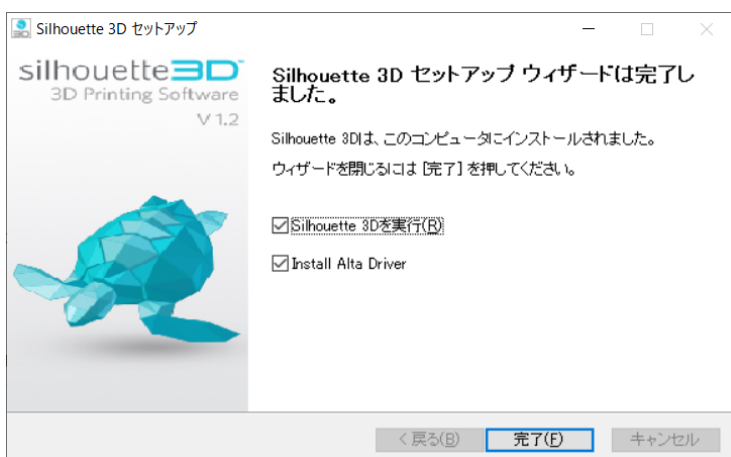 Silhouette 3D セットアップ
silhouette3D™
3D Printing Software
V 1.2
Silhouette 3D セットアップ ウィザードは完了し
ました。
Silhouette 3Dは、このコンピュータにインストールされました。
ウィザードを閉じるには [完了] を押してください。
Silhouette 3Dを実行(R)
Install Alta Driver
< 戻る(B)
完了(F)
キャンセル